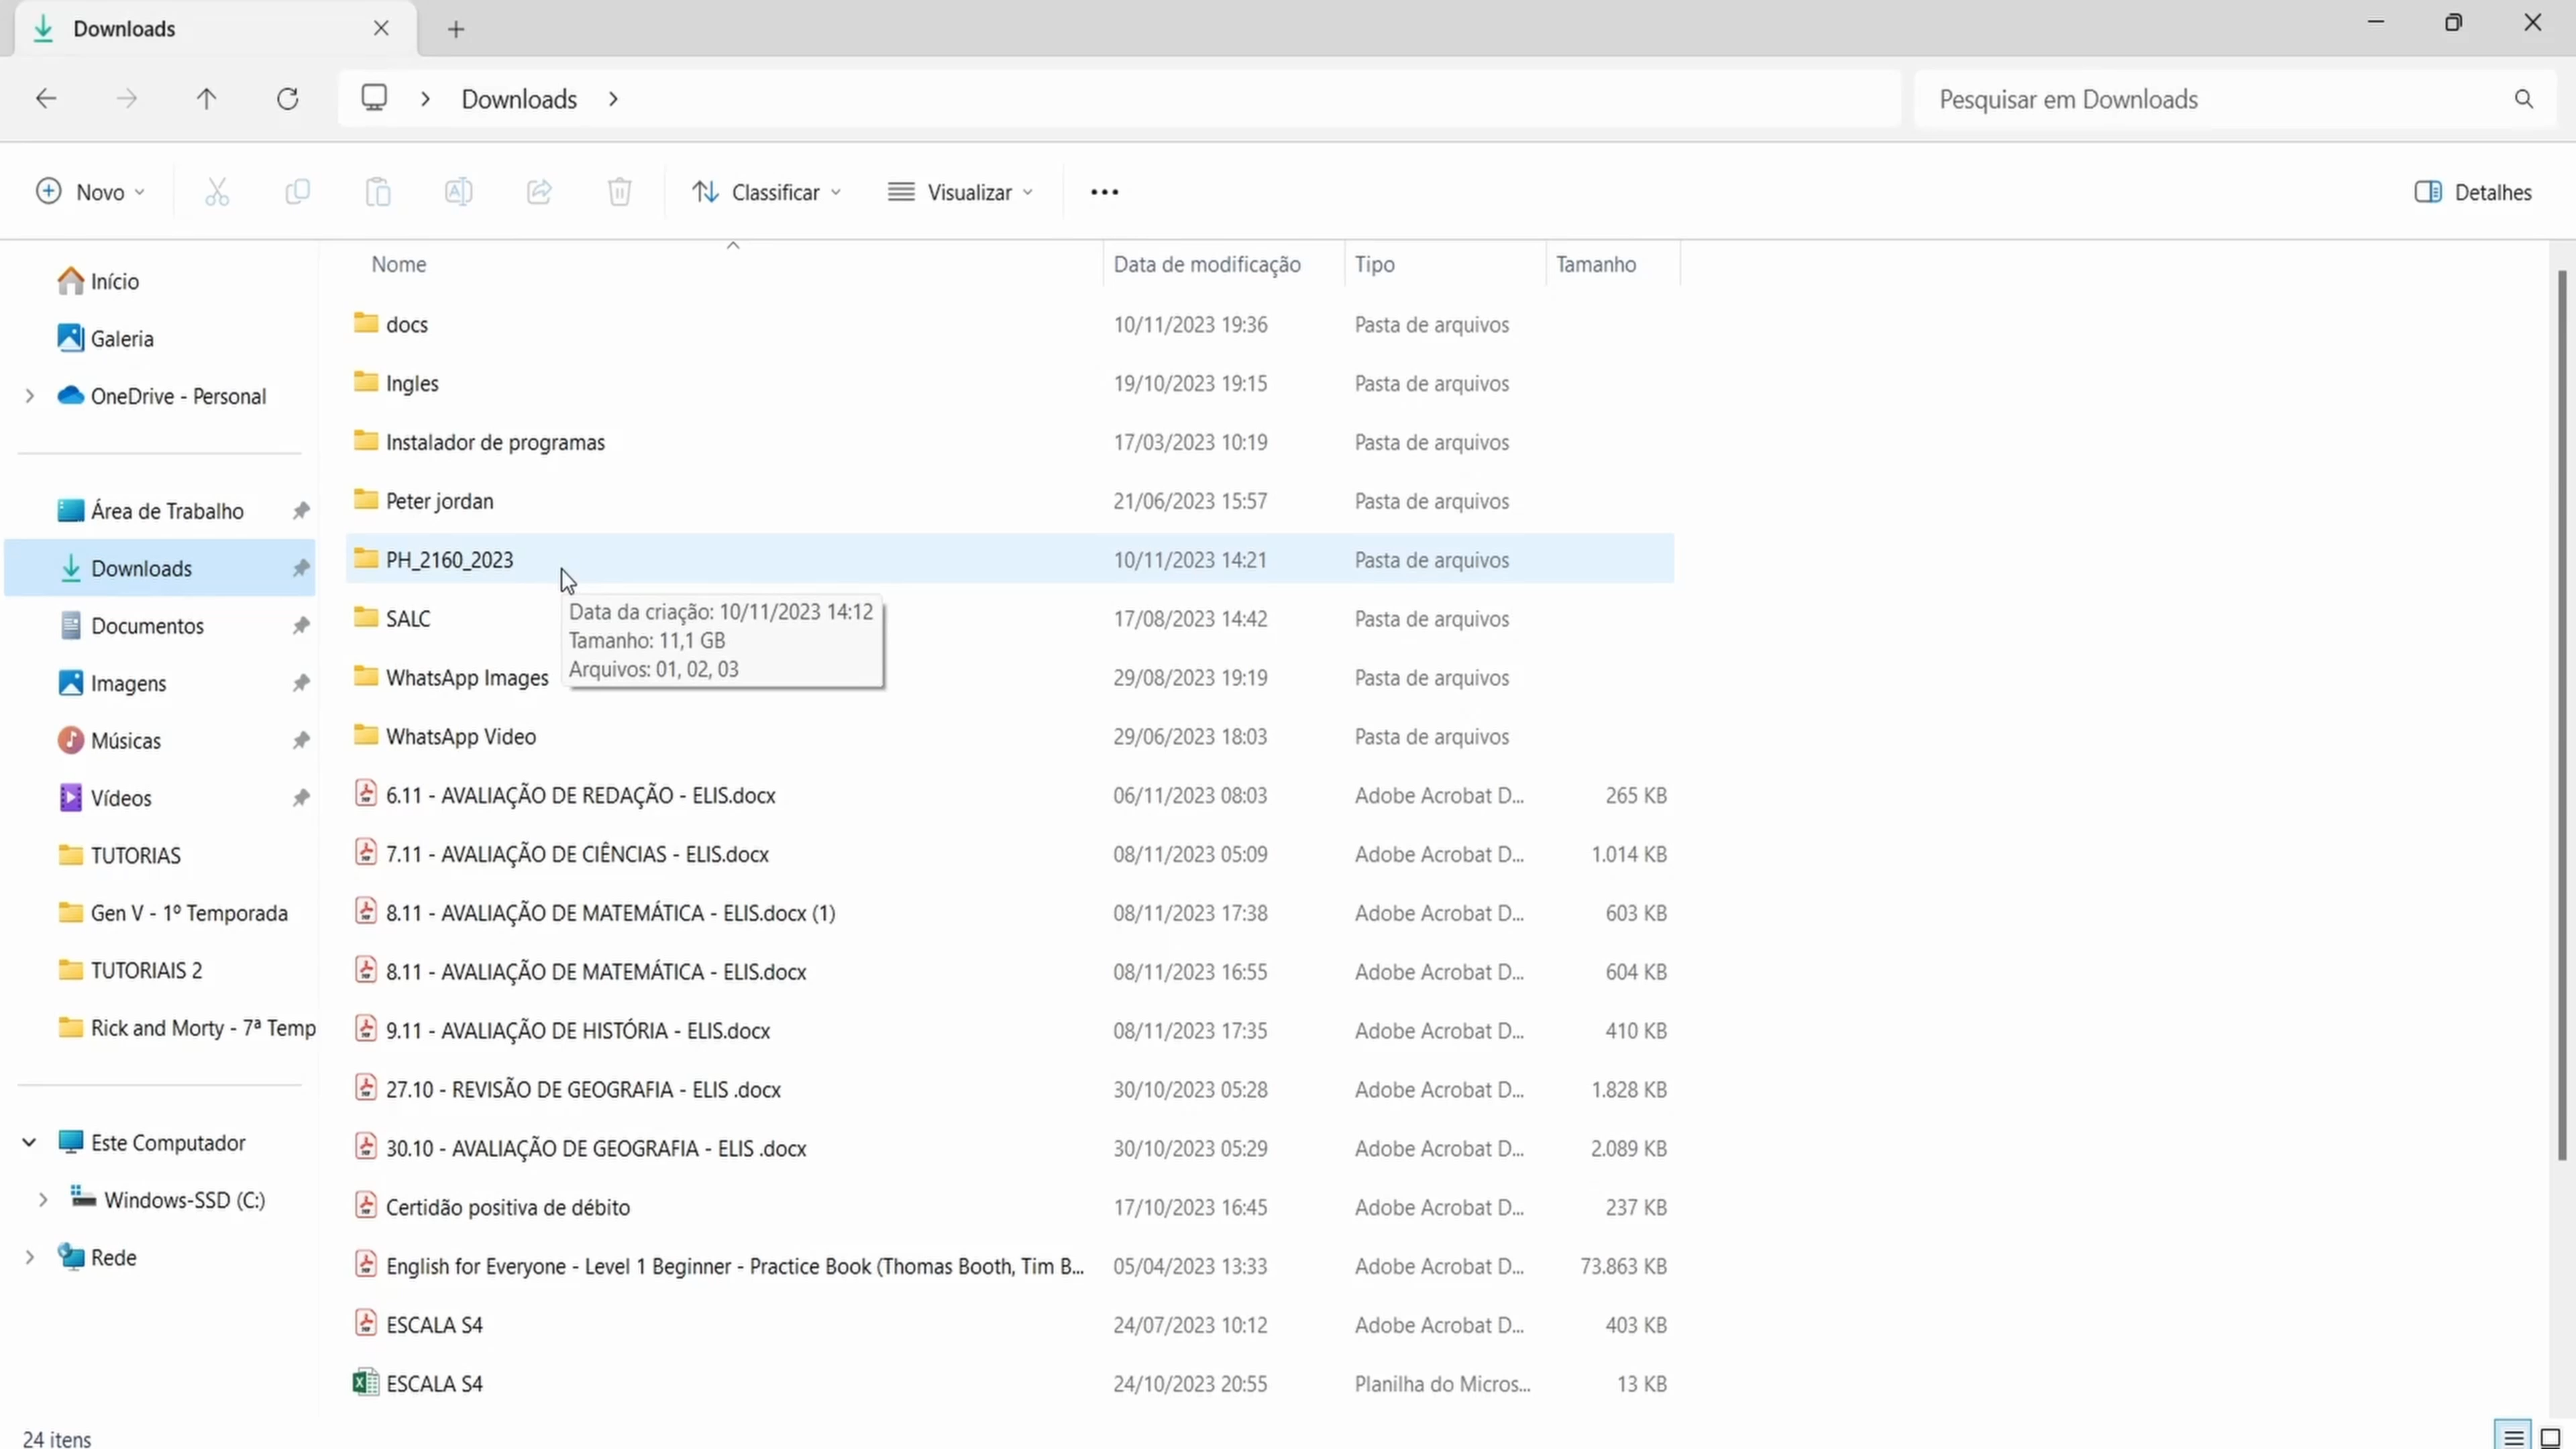 Downloads
Downloads
Pesquisar em Downloads
Novo
Classificar
Visualizar
Detalhes
Nome Data de modificação Tipo Tamanho
Início
Galeria
OneDrive - Personal
Área de Trabalho
Downloads
Documentos
Imagens
Músicas
Vídeos
TUTORIAS
Gen V - 1º Temporada
TUTORIAIS 2
Rick and Morty - 7ª Temp
Este Computador
Windows-SSD (C:)
Rede
docs 10/11/2023 19:36 Pasta de arquivos
Ingles 19/10/2023 19:15 Pasta de arquivos
Instalador de programas 17/03/2023 10:19 Pasta de arquivos
Peter jordan 21/06/2023 15:57 Pasta de arquivos
PH_2160_2023 10/11/2023 14:21 Pasta de arquivos
SALC 17/08/2023 14:42 Pasta de arquivos
WhatsApp Images 29/08/2023 19:19 Pasta de arquivos
WhatsApp Video 29/06/2023 18:03 Pasta de arquivos
Data da criação: 10/11/2023 14:12
Tamanho: 11,1 GB
Arquivos: 01, 02, 03
6.11 - AVALIAÇÃO DE REDAÇÃO - ELIS.docx 06/11/2023 08:03 Adobe Acrobat D... 265 KB
7.11 - AVALIAÇÃO DE CIÊNCIAS - ELIS.docx 08/11/2023 05:09 Adobe Acrobat D... 1.014 KB
8.11 - AVALIAÇÃO DE MATEMÁTICA - ELIS.docx (1) 08/11/2023 17:38 Adobe Acrobat D... 603 KB
8.11 - AVALIAÇÃO DE MATEMÁTICA - ELIS.docx 08/11/2023 16:55 Adobe Acrobat D... 604 KB
9.11 - AVALIAÇÃO DE HISTÓRIA - ELIS.docx 08/11/2023 17:35 Adobe Acrobat D... 410 KB
27.10 - REVISÃO DE GEOGRAFIA - ELIS .docx 30/10/2023 05:28 Adobe Acrobat D... 1.828 KB
30.10 - AVALIAÇÃO DE GEOGRAFIA - ELIS .docx 30/10/2023 05:29 Adobe Acrobat D... 2.089 KB
Certidão positiva de débito 17/10/2023 16:45 Adobe Acrobat D... 237 KB
English for Everyone - Level 1 Beginner - Practice Book (Thomas Booth, Tim B... 05/04/2023 13:33 Adobe Acrobat D... 73.863 KB
ESCALA S4 24/07/2023 10:12 Adobe Acrobat D... 403 KB
ESCALA S4 24/10/2023 20:55 Planilha do Micros... 13 KB
24 itens